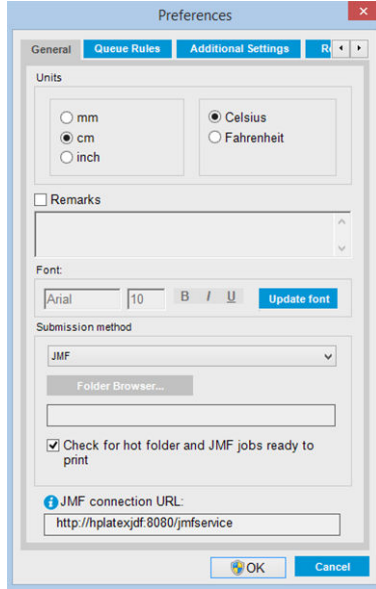 Preferences
General Queue Rules Additional Settings
Units
mm
cm
inch
Celsius
Fahrenheit
Remarks
Font:
Arial 10 B I U Update font
Submission method
JMF
Folder Browser...
Check for hot folder and JMF jobs ready to
print
JMF connection URL:
http://hplatexjdf:8080/jmfservice
OK Cancel